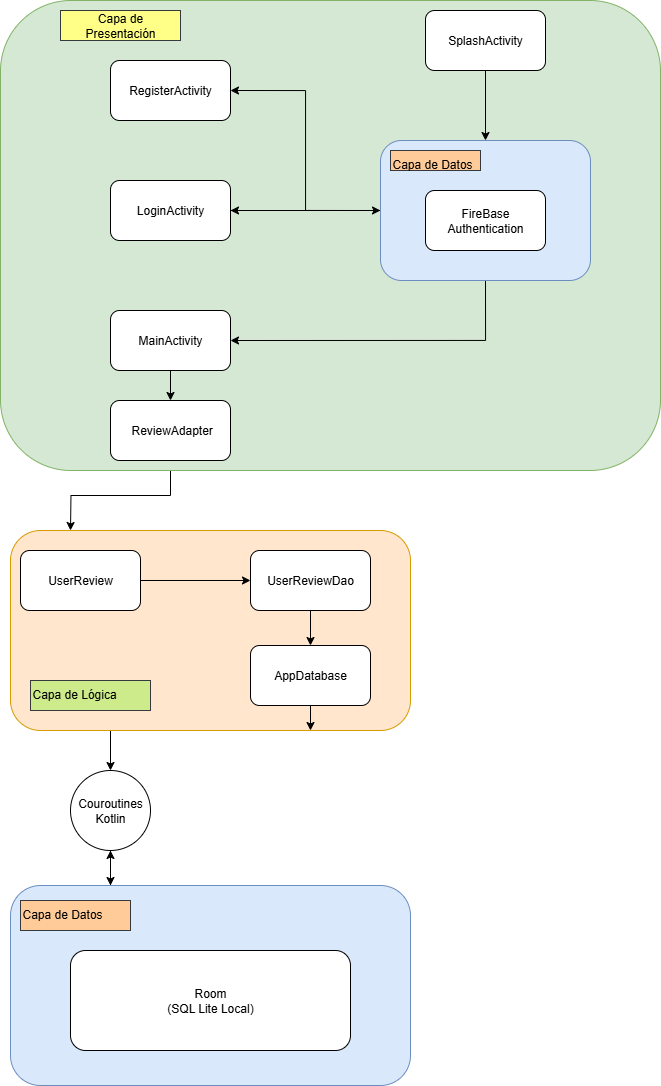 Capa de
Presentación
SplashActivity
RegisterActivity
Capa de Datos
LoginActivity
FireBase
Authentication
MainActivity
ReviewAdapter
UserReview
UserReviewDao
AppDatabase
Capa de Lógica
Couroutines
Kotlin
Capa de Datos
Room
(SQL Lite Local)